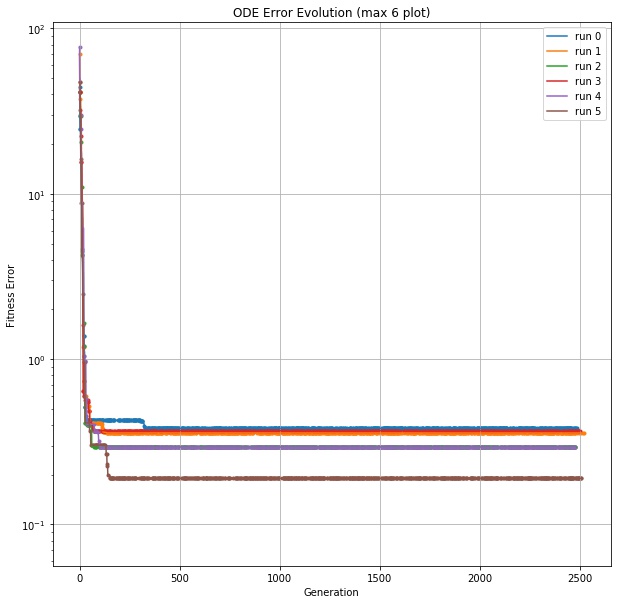 ODE Error Evolution (max 6 plot)
run 0
run 1
run 2
run 3
run 4
run 5
10²
10¹
10⁰
10⁻¹
Fitness Error
0
500
1000
1500
2000
2500
Generation